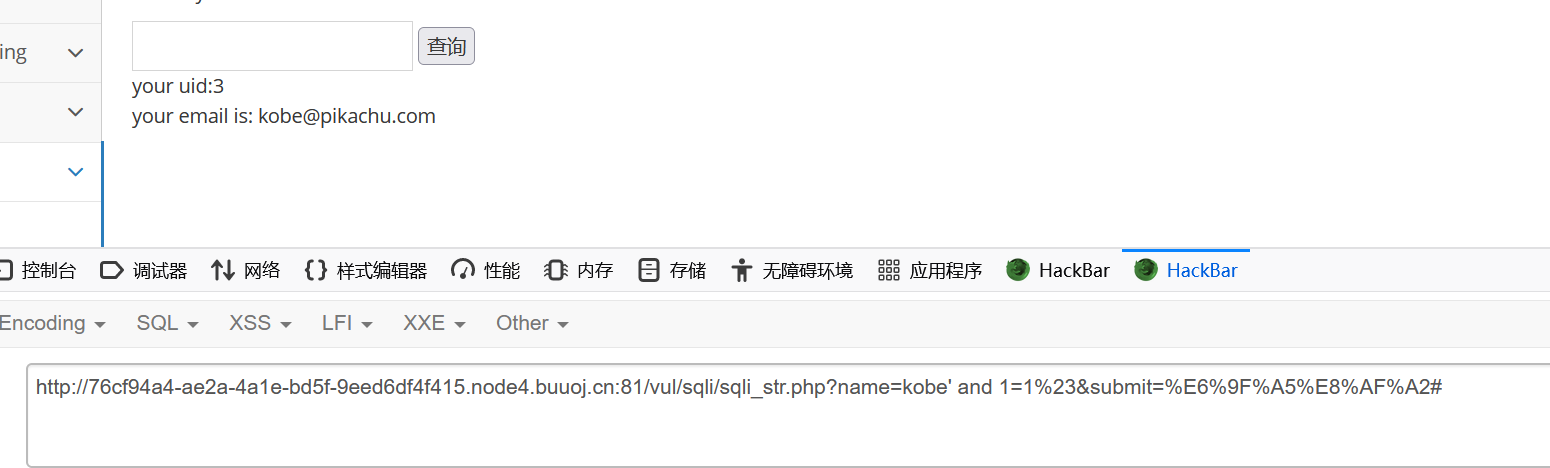 查询
your uid:3
ing
your email is: kobe@pikachu.com
控制台 调试器 网络 {} 样式编辑器 性能 内存 存储 无障碍环境 应用程序 HackBar HackBar
Encoding SQL XSS LFI XXE Other
http://76cf94a4-ae2a-4a1e-bd5f-9eed6df4f415.node4.buuoj.cn:81/vul/sqli/sqli_str.php?name=kobe' and 1=1%23&submit=%E6%9F%A5%E8%AF%A2#